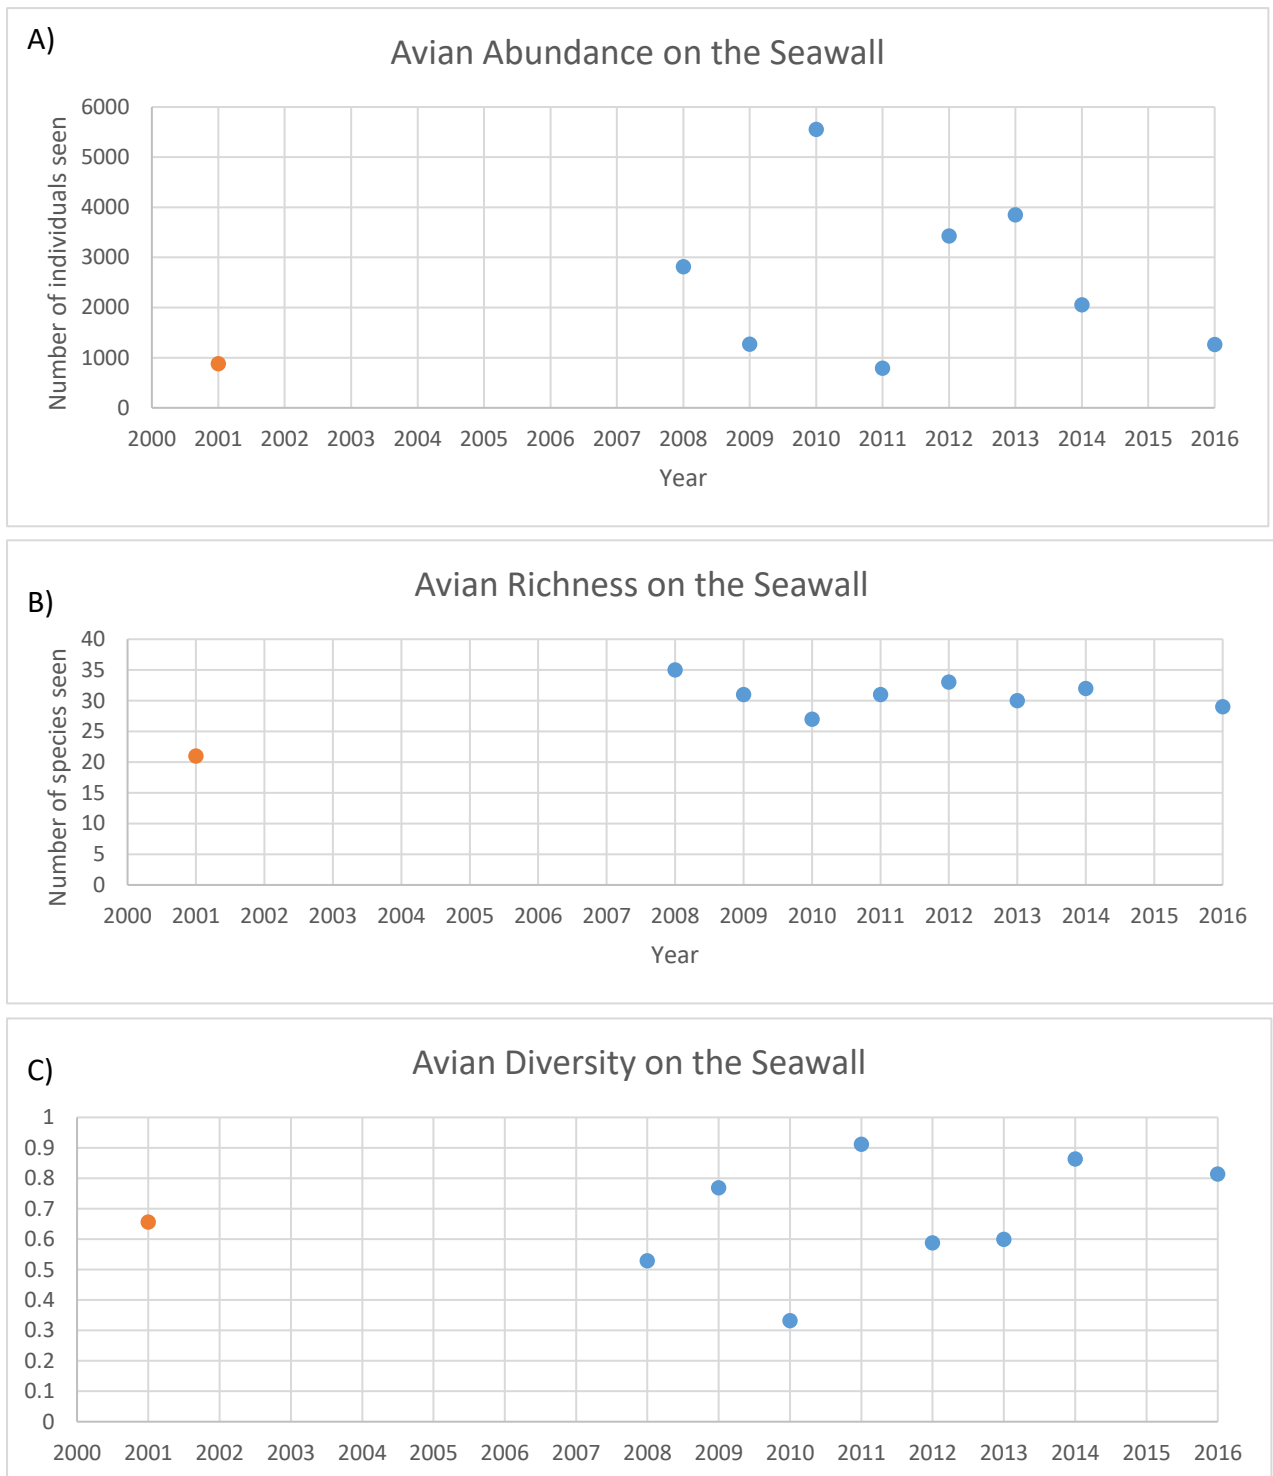 A)
Avian Abundance on the Seawall
Number of individuals seen
6000
5000
4000
3000
2000
1000
0
2000 2001 2002 2003 2004 2005 2006 2007 2008 2009 2010 2011 2012 2013 2014 2015 2016
Year
B)
Avian Richness on the Seawall
Number of species seen
40
35
30
25
20
15
10
5
0
2000 2001 2002 2003 2004 2005 2006 2007 2008 2009 2010 2011 2012 2013 2014 2015 2016
Year
C)
Avian Diversity on the Seawall
1
0.9
0.8
0.7
0.6
0.5
0.4
0.3
0.2
0.1
0
2000 2001 2002 2003 2004 2005 2006 2007 2008 2009 2010 2011 2012 2013 2014 2015 2016